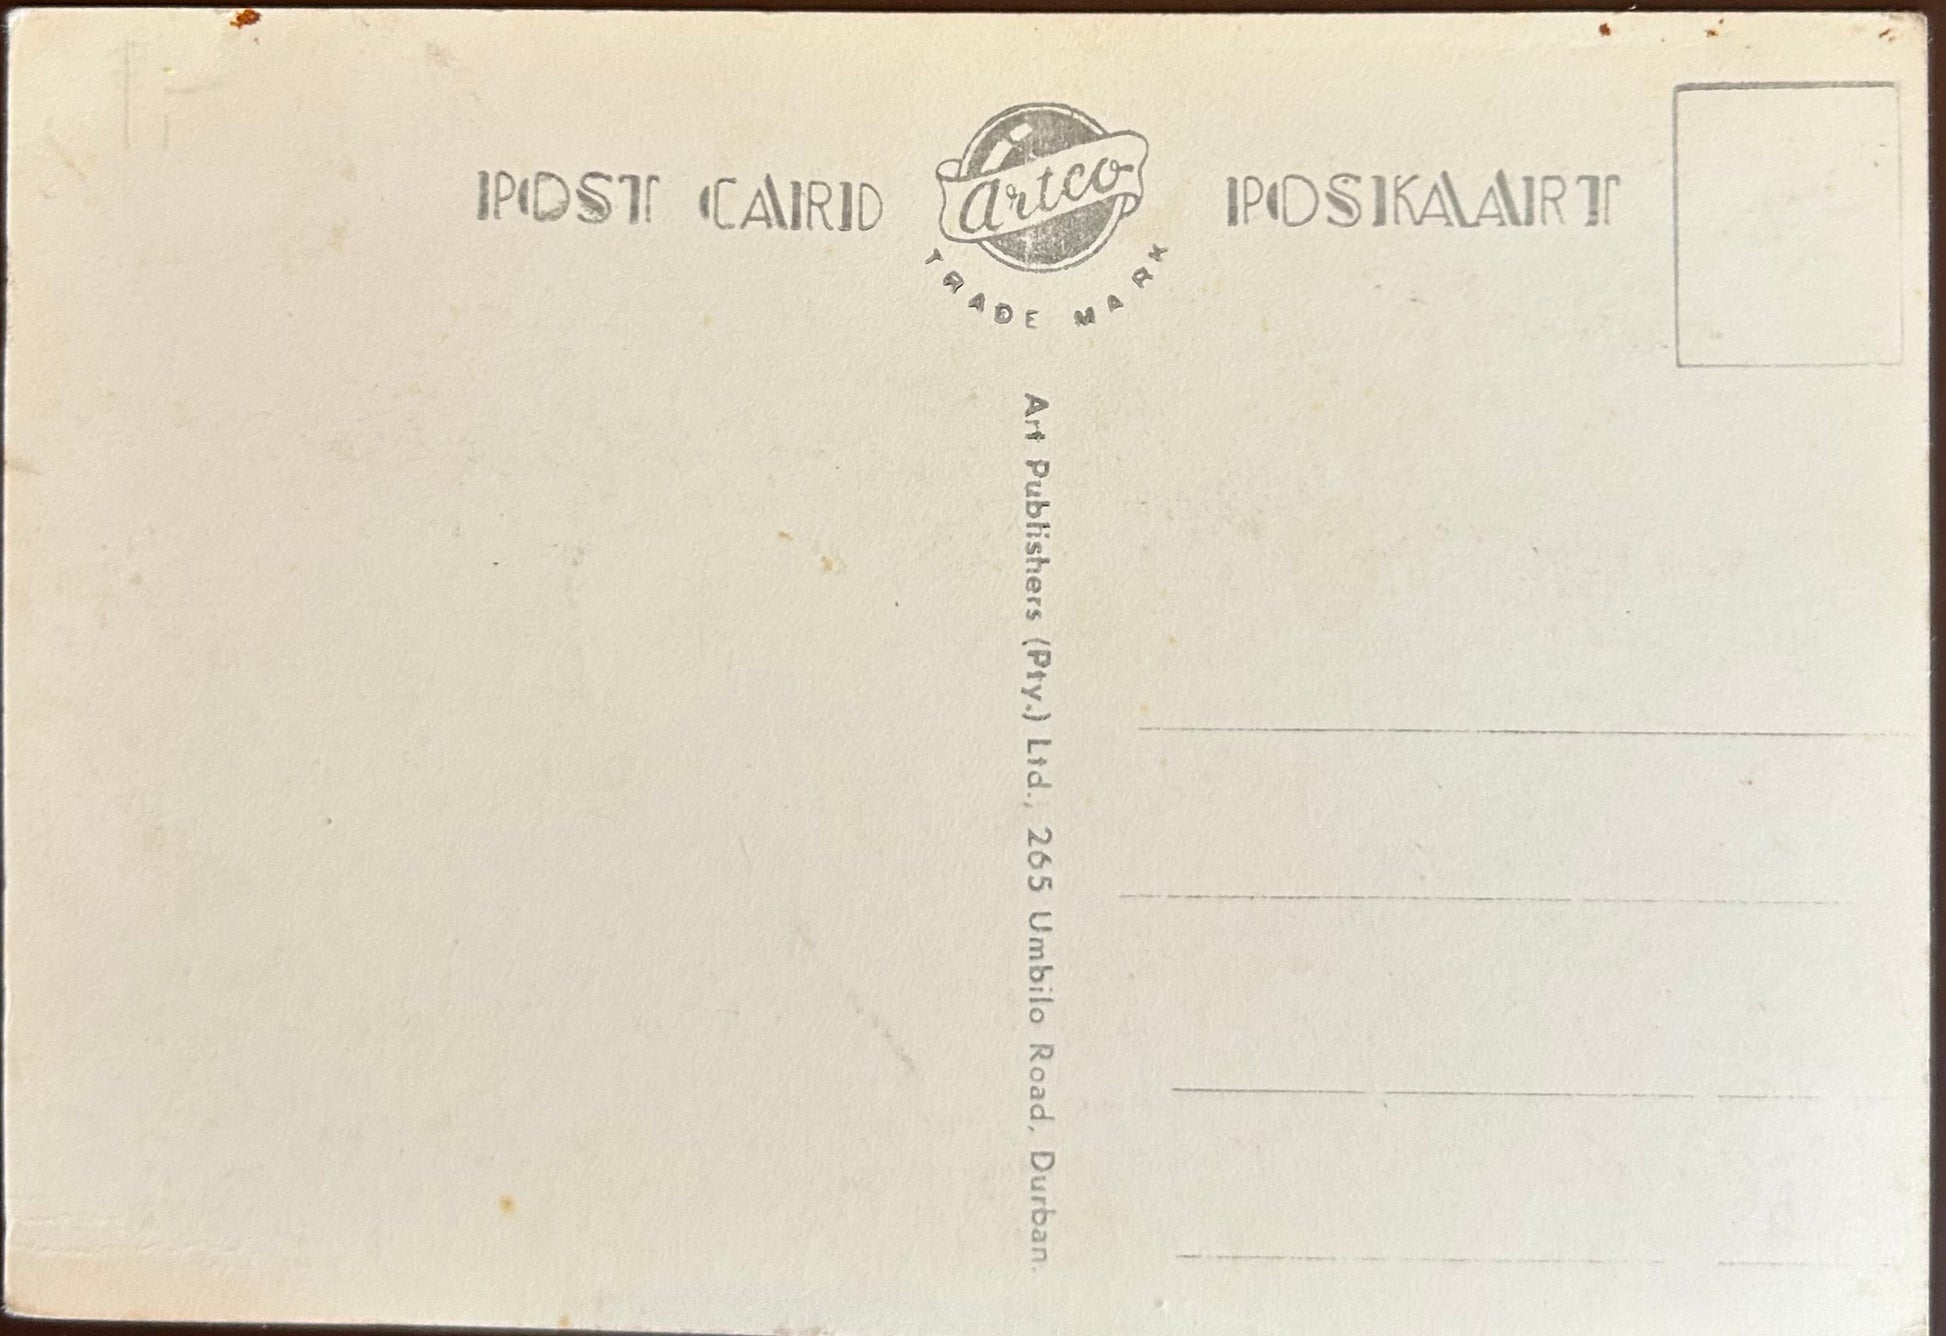 POST CARD
Artco
TRADE MARK
POSKAART
Art Publishers (Pty.) Ltd., 265 Umbilo Road, Durban.